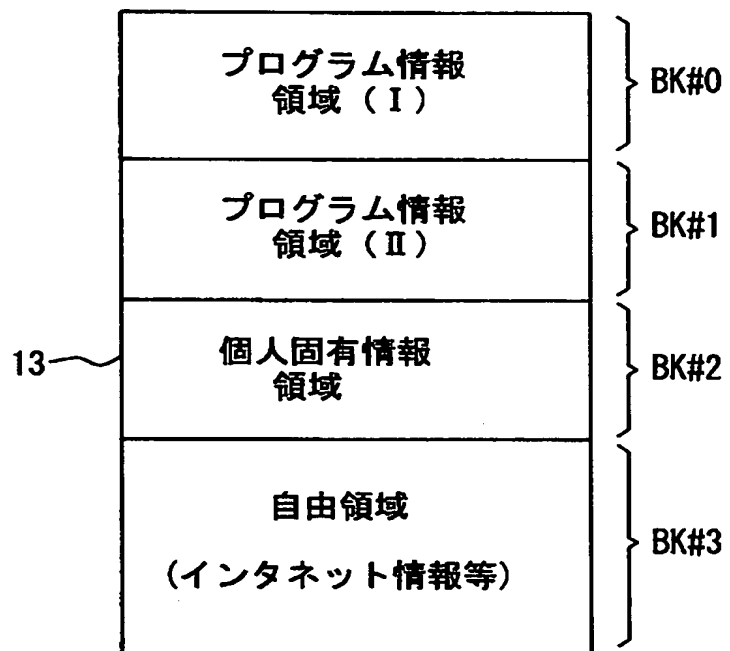 プログラム情報
領域（Ⅰ）
BK#0
プログラム情報
領域（Ⅱ）
BK#1
13
個人固有情報
領域
BK#2
自由領域
(インタネット情報等)
BK#3